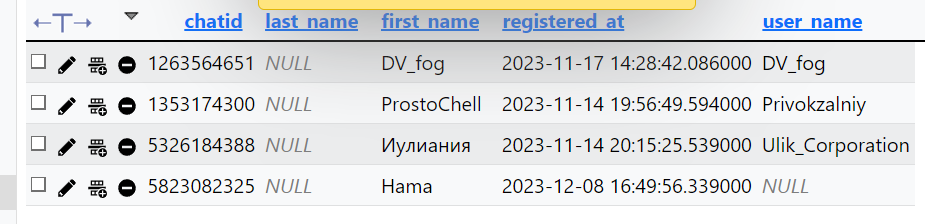 ←T→ chatid last_name first_name registered_at user_name
1263564651 NULL DV_fog 2023-11-17 14:28:42.086000 DV_fog
1353174300 NULL ProstoChell 2023-11-14 19:56:49.594000 Privokzalniy
5326184388 NULL Иулиания 2023-11-14 20:15:25.539000 Ulik_Corporation
5823082325 NULL Hama 2023-12-08 16:49:56.339000 NULL